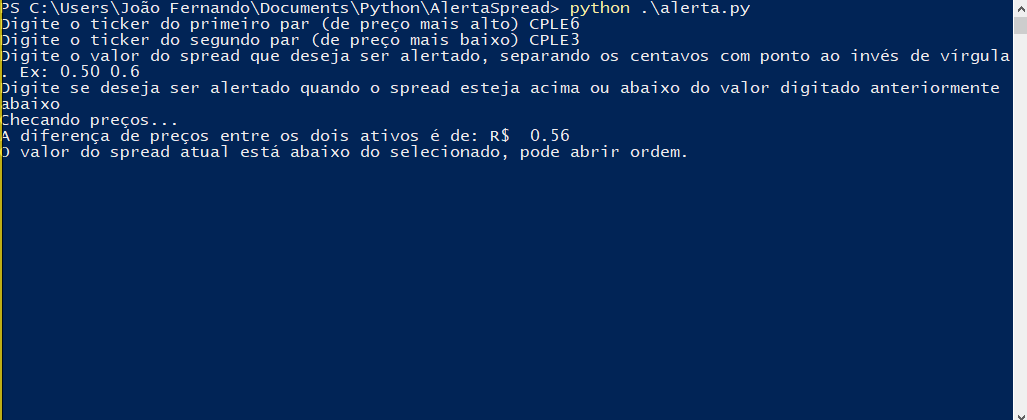 PS C:\Users\João Fernando\Documents\Python\AlertaSpread> python .\alerta.py
Digite o ticker do primeiro par (de preço mais alto) CPLE6
Digite o ticker do segundo par (de preço mais baixo) CPLE3
Digite o valor do spread que deseja ser alertado, separando os centavos com ponto ao invés de vírgula
. Ex: 0.50 0.6
Digite se deseja ser alertado quando o spread esteja acima ou abaixo do valor digitado anteriormente
abaixo
Checando preços...
A diferença de preços entre os dois ativos é de: R$  0.56
O valor do spread atual está abaixo do selecionado, pode abrir ordem.